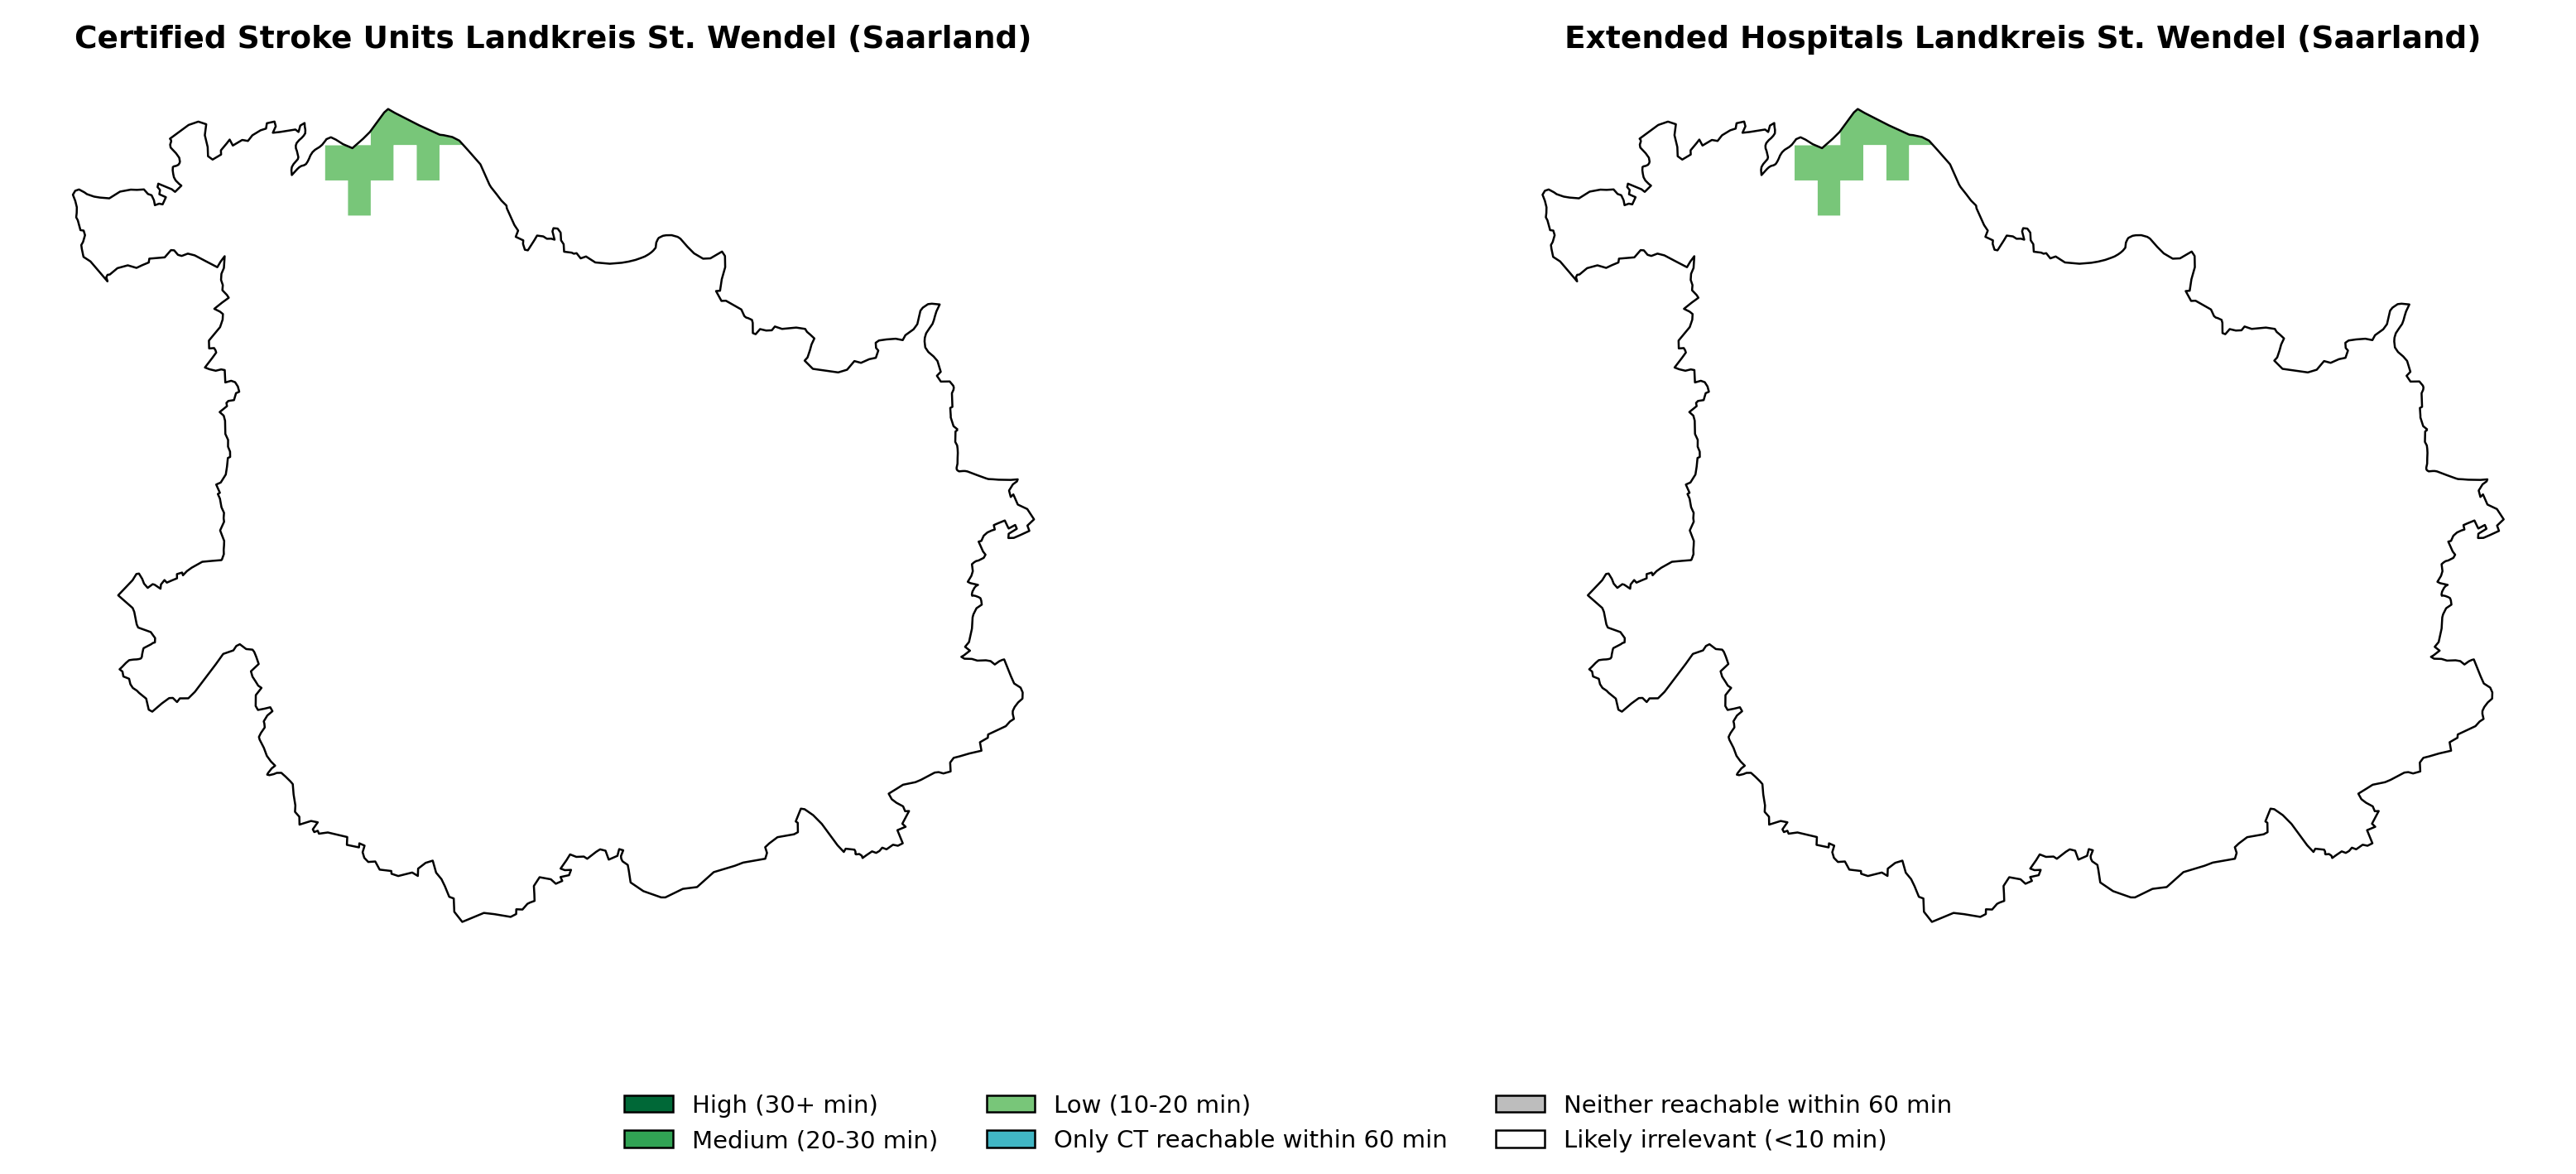 Certified Stroke Units Landkreis St. Wendel (Saarland)
Extended Hospitals Landkreis St. Wendel (Saarland)
High (30+ min)
Medium (20-30 min)
Low (10-20 min)
Only CT reachable within 60 min
Neither reachable within 60 min
Likely irrelevant (<10 min)